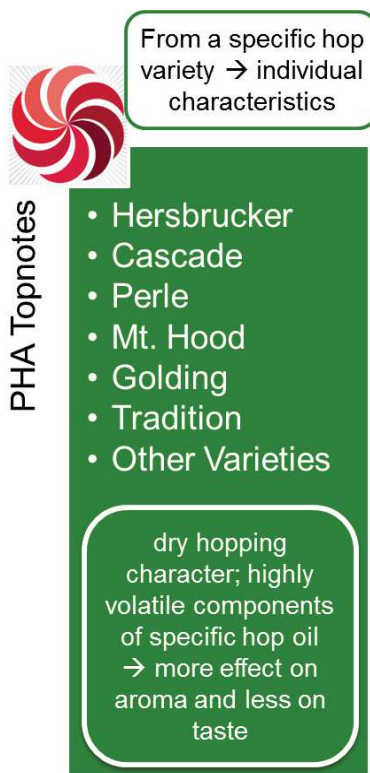 From a specific hop
variety → individual
characteristics
PHA Topnotes
• Hersbrucker
• Cascade
• Perle
• Mt. Hood
• Golding
• Tradition
• Other Varieties
dry hopping
character; highly
volatile components
of specific hop oil
→ more effect on
aroma and less on
taste